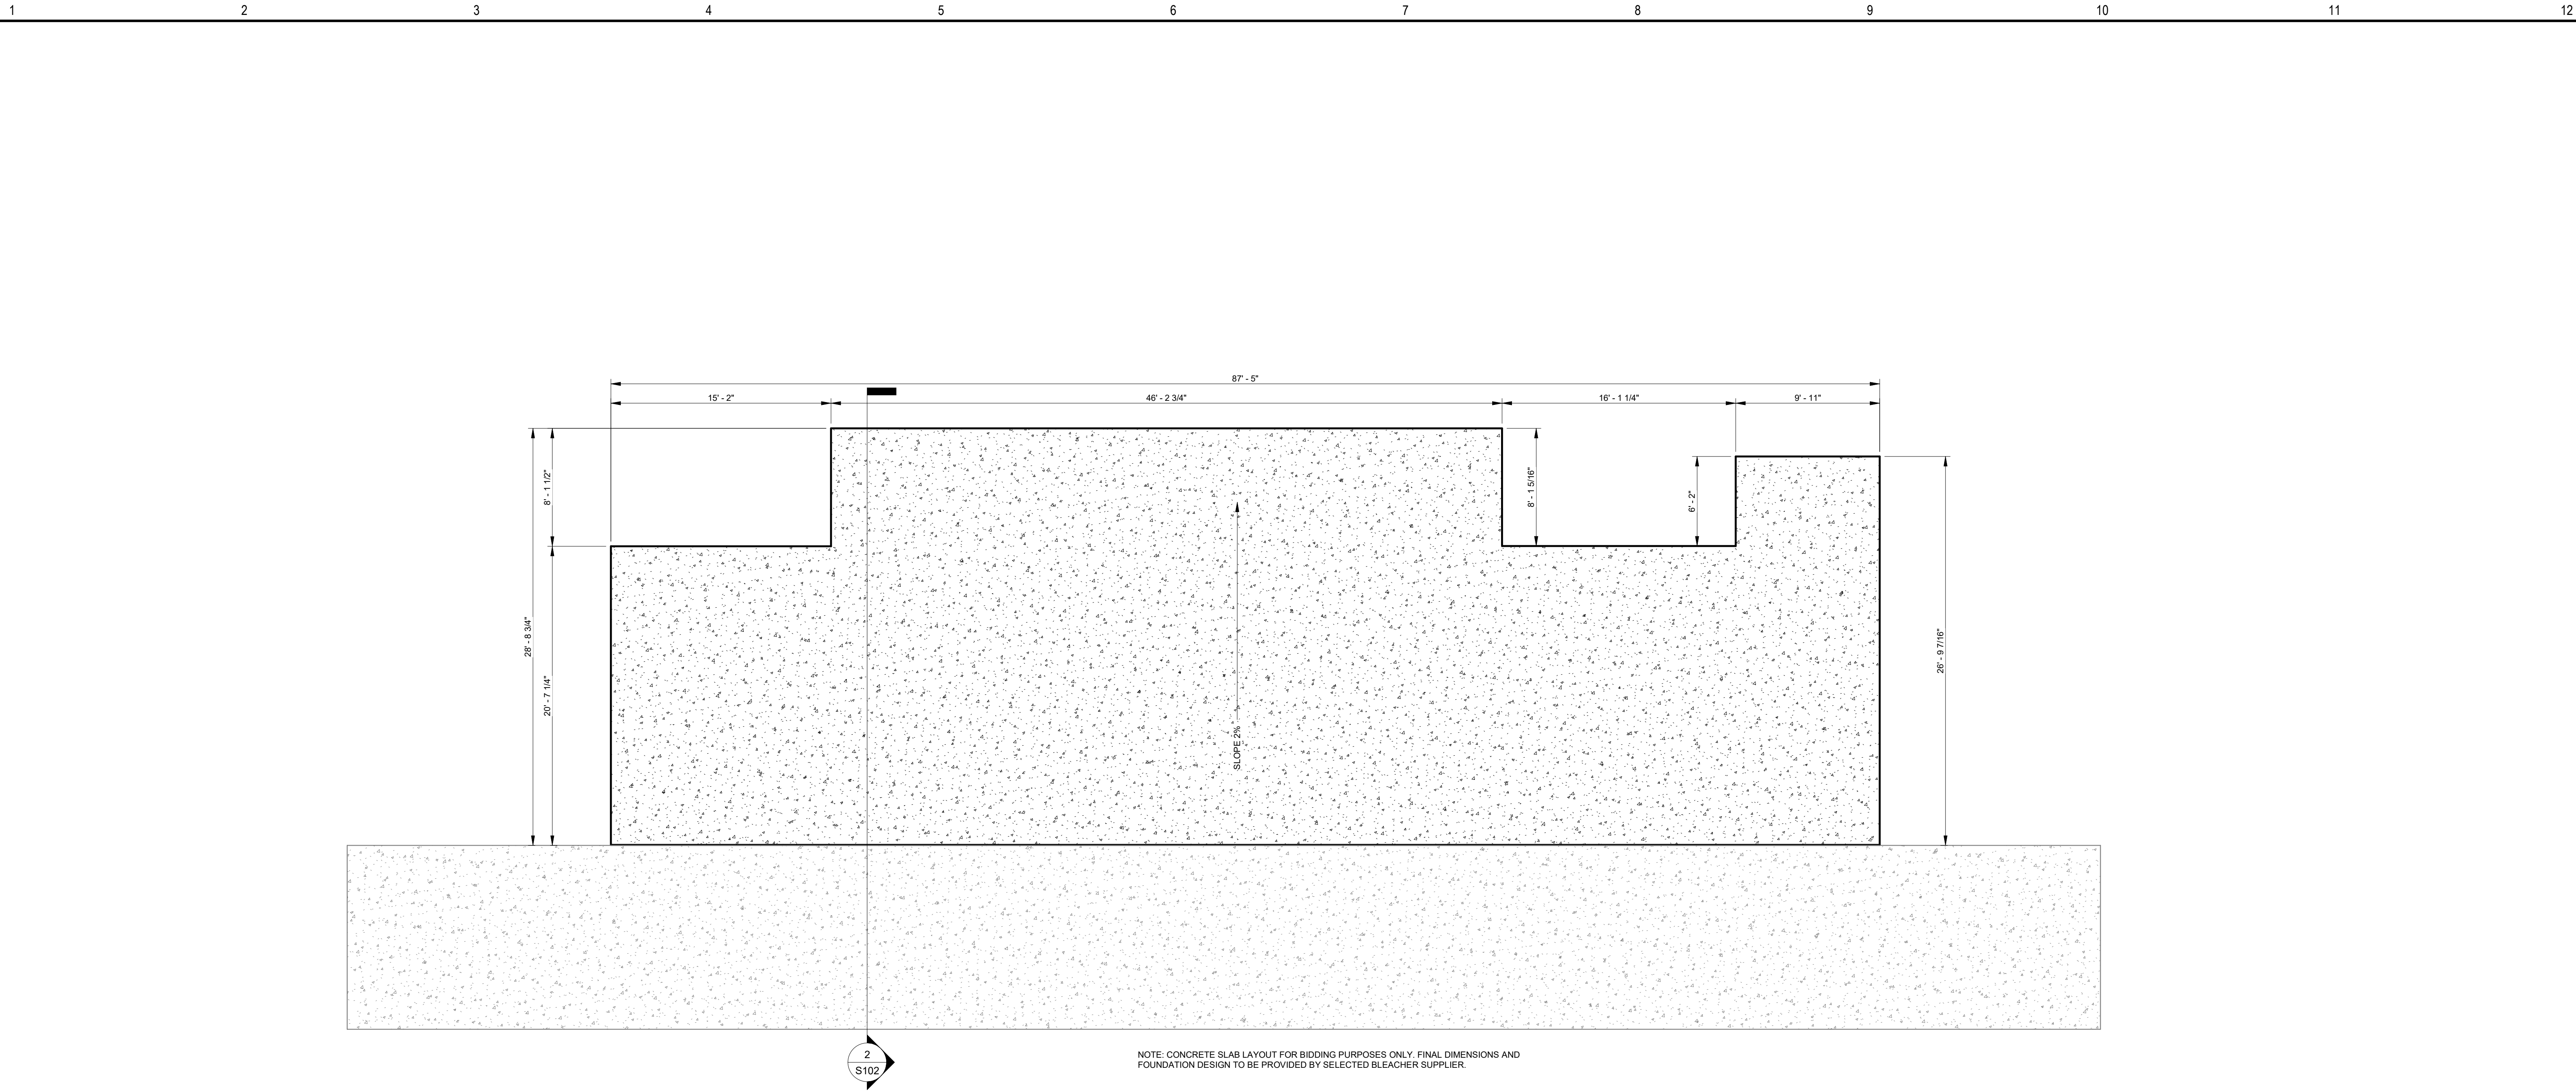 1 2 3 4 5 6 7 8 9 10 11 12
87' - 5"
15' - 2" 46' - 2 3/4" 16' - 1 1/4" 9' - 11"
8' - 1 1/2"
8' - 1 5/16"
6' - 2"
28' - 8 3/4"
20' - 7 1/4"
26' - 9 7/16"
SLOPE 2%
2
S102
NOTE: CONCRETE SLAB LAYOUT FOR BIDDING PURPOSES ONLY. FINAL DIMENSIONS AND
FOUNDATION DESIGN TO BE PROVIDED BY SELECTED BLEACHER SUPPLIER.